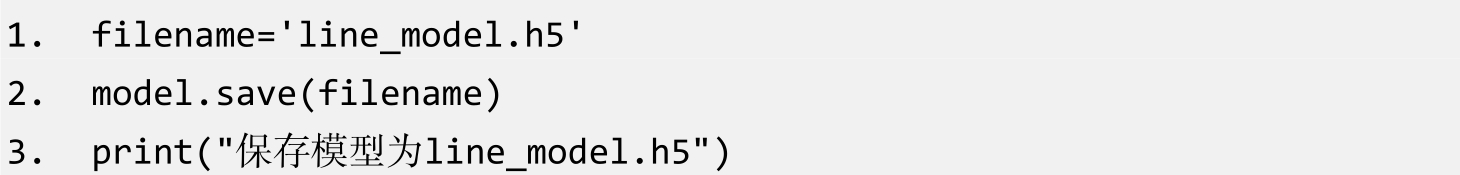 1. filename='line_model.h5'
2. model.save(filename)
3. print("保存模型为line_model.h5")